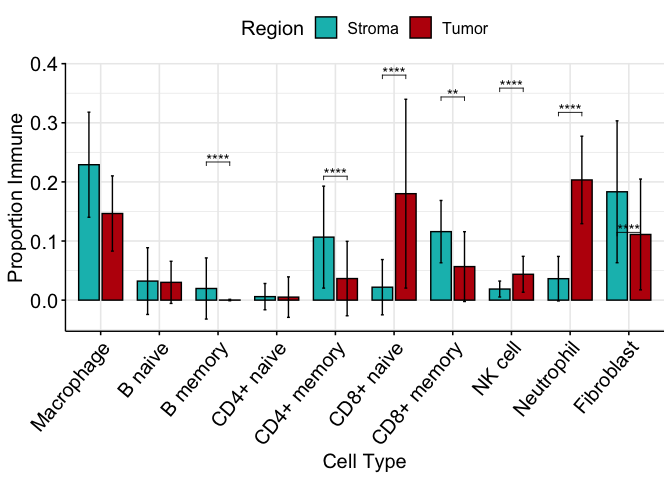 Region Stroma Tumor
Proportion Immune
0.4
0.3
0.2
0.1
0.0
****
****
****
**
****
****
****
Macrophage
B naive
B memory
CD4+ naive
CD4+ memory
CD8+ naive
CD8+ memory
NK cell
Neutrophil
Fibroblast
Cell Type